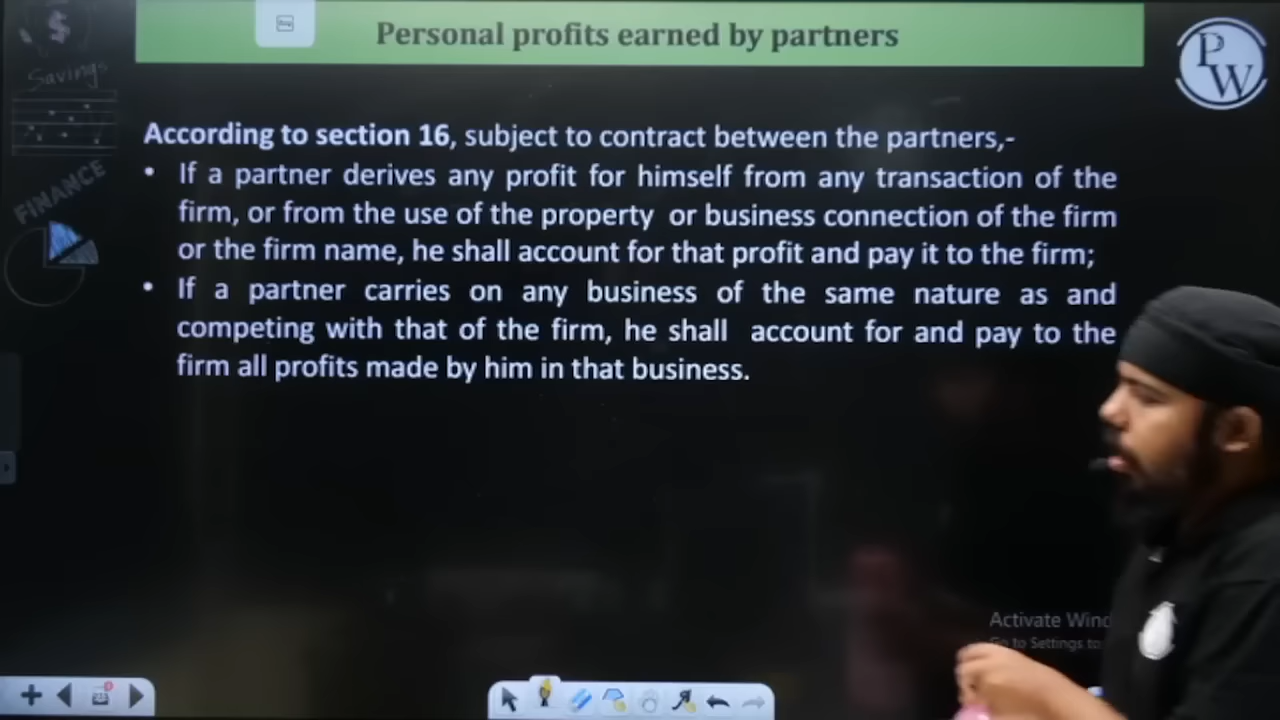 Personal profits earned by partners
PW
$
Savings
FINANCE
According to section 16, subject to contract between the partners,-
• If a partner derives any profit for himself from any transaction of the
firm, or from the use of the property or business connection of the firm
or the firm name, he shall account for that profit and pay it to the firm;
• If a partner carries on any business of the same nature as and
competing with that of the firm, he shall account for and pay to the
firm all profits made by him in that business.
Activate Wind
Go to Settings to